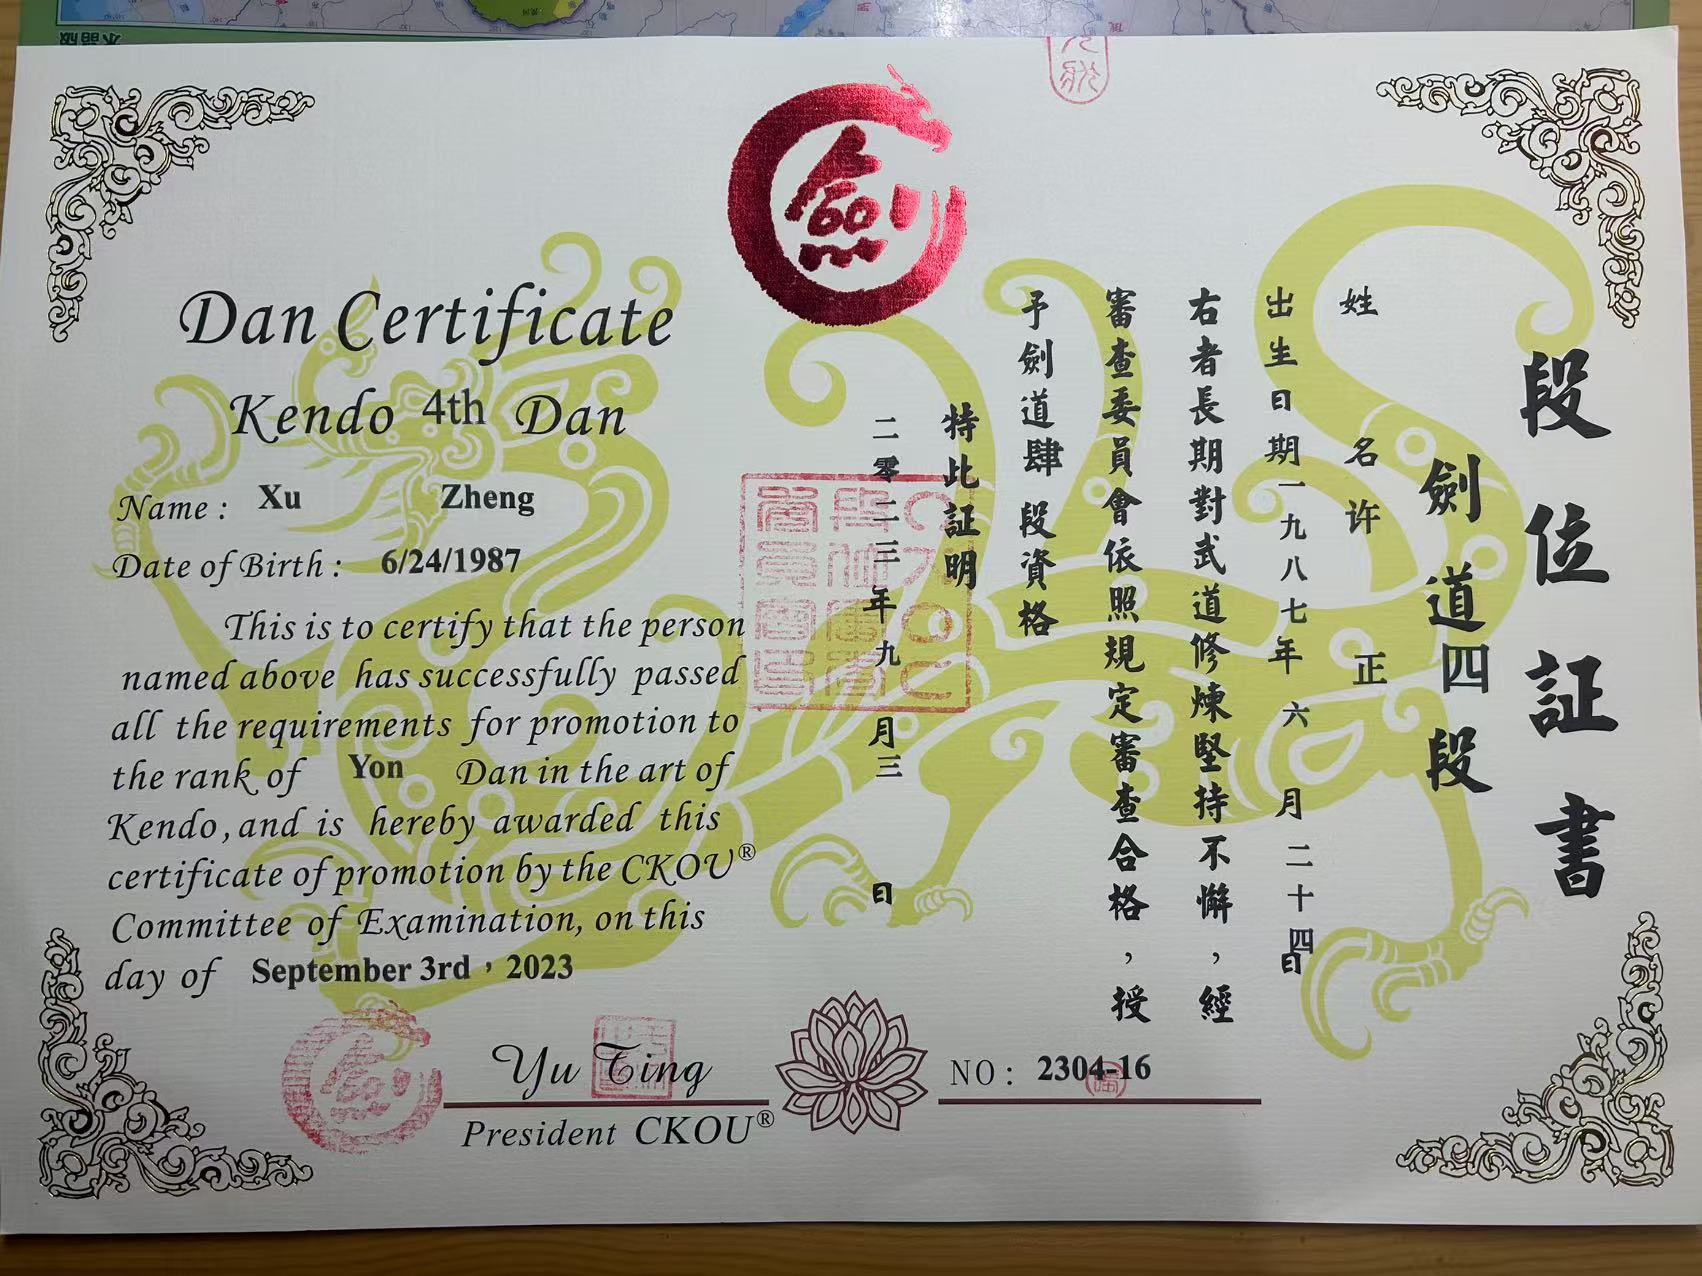 Dan Certificate
Kendo 4th Dan
Name : Xu Zheng
Date of Birth : 6/24/1987
This is to certify that the person
named above has successfully passed
all the requirements for promotion to
the rank of Yon Dan in the art of
Kendo, and is hereby awarded this
certificate of promotion by the CKOU®
Committee of Examination, on this
day of September 3rd，2023
Yu Ting
President CKOU®
段位証書
劍道四段
姓名许正
出生日期一九八七年六月二十四日
右者長期對武道修煉堅持不懈，經
審查委員會依照規定審查合格，授
予劍道肆段資格
特此証明
二零二三年九月三日
NO：2304-16
劍
水晶版